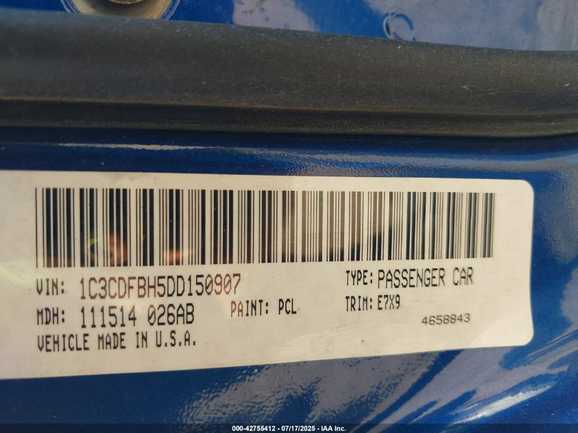 VIN: 1C3CDFBH5DD150907 TYPE: PASSENGER CAR
MDH: 111514 026AB PAINT: PCL TRIM: E7X9
VEHICLE MADE IN U.S.A. 4658843
000-42755412 - 07/17/2025 - © IAA Inc.